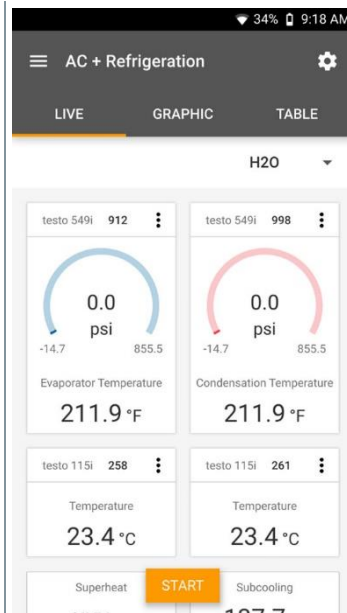 34% 9:18 AM
AC + Refrigeration
LIVE GRAPHIC TABLE
H2O
testo 549i 912
testo 549i 998
0.0
psi
-14.7 855.5
0.0
psi
-14.7 855.5
Evaporator Temperature
211.9 °F
Condensation Temperature
211.9 °F
testo 115i 258
testo 115i 261
Temperature
23.4 °C
Temperature
23.4 °C
Superheat
START
Subcooling